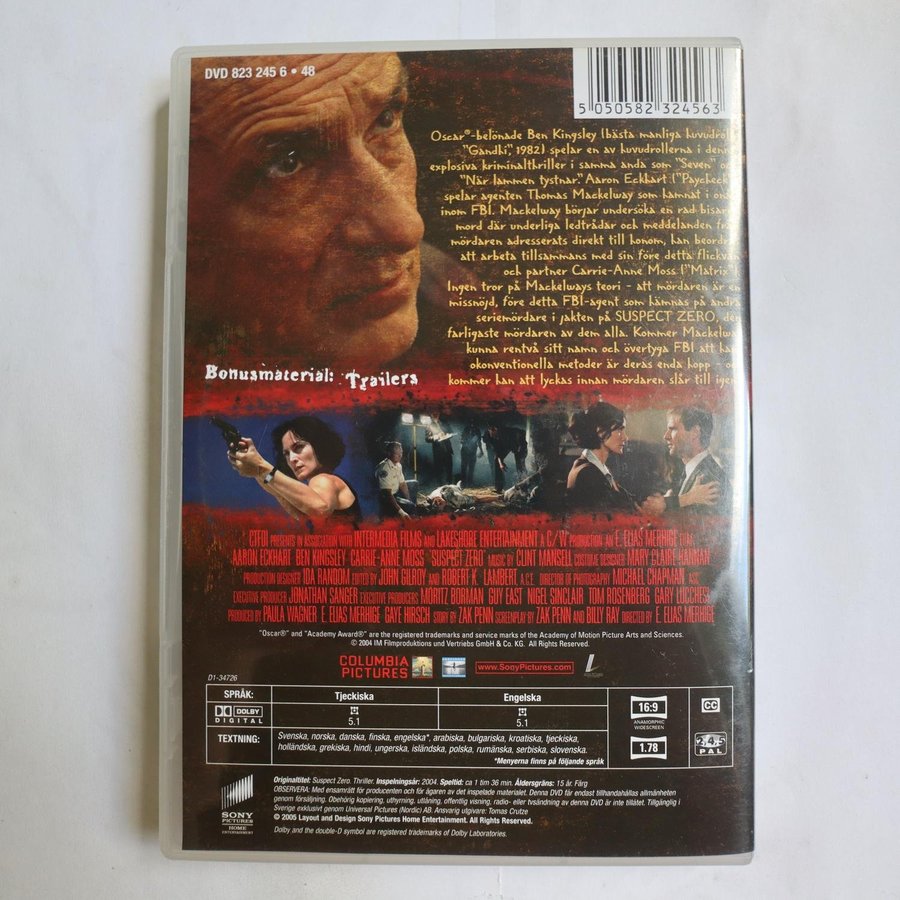 DVD 823 245 6 • 48
5 050582 324563
Oscar®-belönade Ben Kingsley (bästa manliga huvudroll
"Gandhi", 1982) spelar en av huvudrollerna i denn
explosiva kriminalthriller i samma anda som "Seven" oc
"När lammen tystnar." Aaron Eckhart ("Paycheck
spelar agenten Thomas Mackelway som hamnat i on
inom FBI. Mackelway börjar undersöka en rad bisar
mord där underliga ledtrådar och meddelanden frå
mördaren adresserats direkt till honom, han beordr
att arbeta tillsammans med sin före detta flickvän
och partner Carrie-Anne Moss ("Matrix")
Ingen tror på Mackelways teori - att mördaren är en
missnöjd, före detta FBI-agent som hämnas på andra
seriemördare i jakten på SUSPECT ZERO, den
farligaste mördaren av dem alla. Kommer Mackelway
kunna rentvå sitt namn och övertyga FBI att han
okonventionella metoder är deras enda hopp - o
kommer han att lyckas innan mördaren slår till igen
Bonusmaterial: Trailers
PRESENTS IN ASSOCIATION WITH INTERMEDIA FILMS AND LAKESHORE ENTERTAINMENT A C/W PRODUCTION AN E. ELIAS MERHIGE FILM
AARON ECKHART BEN KINGSLEY CARRIE-ANNE MOSS "SUSPECT ZERO" MUSIC BY CLINT MANSELL COSTUME DESIGNER MARY CLAIRE HANNAN
PRODUCTION DESIGNER IDA RANDOM EDITED BY JOHN GILROY AND ROBERT K. LAMBERT A.C.E. DIRECTOR OF PHOTOGRAPHY MICHAEL CHAPMAN ASC
EXECUTIVE PRODUCER JONATHAN SANGER EXECUTIVE PRODUCERS MORITZ BORMAN GUY EAST NIGEL SINCLAIR TOM ROSENBERG GARY LUCCHESI
PRODUCED BY PAULA WAGNER E. ELIAS MERHIGE GAYE HIRSCH STORY BY ZAK PENN SCREENPLAY BY ZAK PENN AND BILLY RAY DIRECTED BY E. ELIAS MERHIGE
"Oscar®" and "Academy Award®" are the registered trademarks and service marks of the Academy of Motion Picture Arts and Sciences.
© 2004 IM Filmproduktions und Vertriebs GmbH & Co. KG. All Rights Reserved.
COLUMBIA
PICTURES
www.SonyPictures.com
D1-34726
SPRÅK: Tjeckiska Engelska
DOLBY
DIGITAL
5.1 5.1
TEXTNING: Svenska, norska, danska, finska, engelska*, arabiska, bulgariska, kroatiska, tjeckiska,
holländska, grekiska, hindi, ungerska, isländska, polska, rumänska, serbiska, slovenska.
*Menyerna finns på följande språk
16:9
ANAMORPHIC
WIDESCREEN
1.78
CC
2, 4, 5
PAL
SONY
PICTURES
HOME
ENTERTAINMENT
Originaltitel: Suspect Zero. Thriller. Inspelningsår: 2004. Speltid: ca 1 tim 36 min. Åldersgräns: 15 år. Färg
OBSERVERA: Med ensamrätt för producenten och för ägaren av det inspelade materialet. Denna DVD får endast tillhandahållas allmänheten
genom försäljning. Obehörig kopiering, uthyrning, utlåning, offentlig visning, radio- eller tvsändning av denna DVD är inte tillåtet. Tillgänglig i
Sverige exklusivt genom Universal Pictures (Nordic) AB. Ansvarig utgivare: Tomas Crutze
© 2005 Layout and Design Sony Pictures Home Entertainment. All Rights Reserved.
Dolby and the double-D symbol are registered trademarks of Dolby Laboratories.